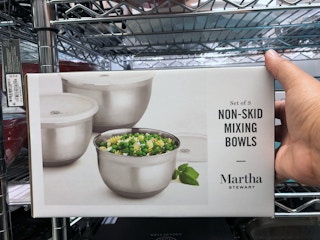 Set of 3
NON-SKID
MIXING
BOWLS
Martha
STEWART